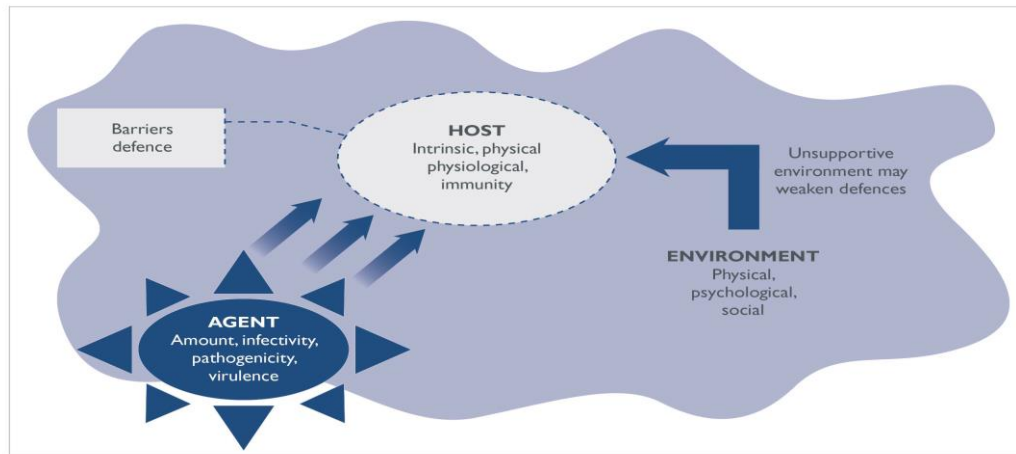 Barriers
defence
HOST
Intrinsic, physical
physiological,
immunity
Unsupportive
environment may
weaken defences
ENVIRONMENT
Physical,
psychological,
social
AGENT
Amount, infectivity,
pathogenicity,
virulence